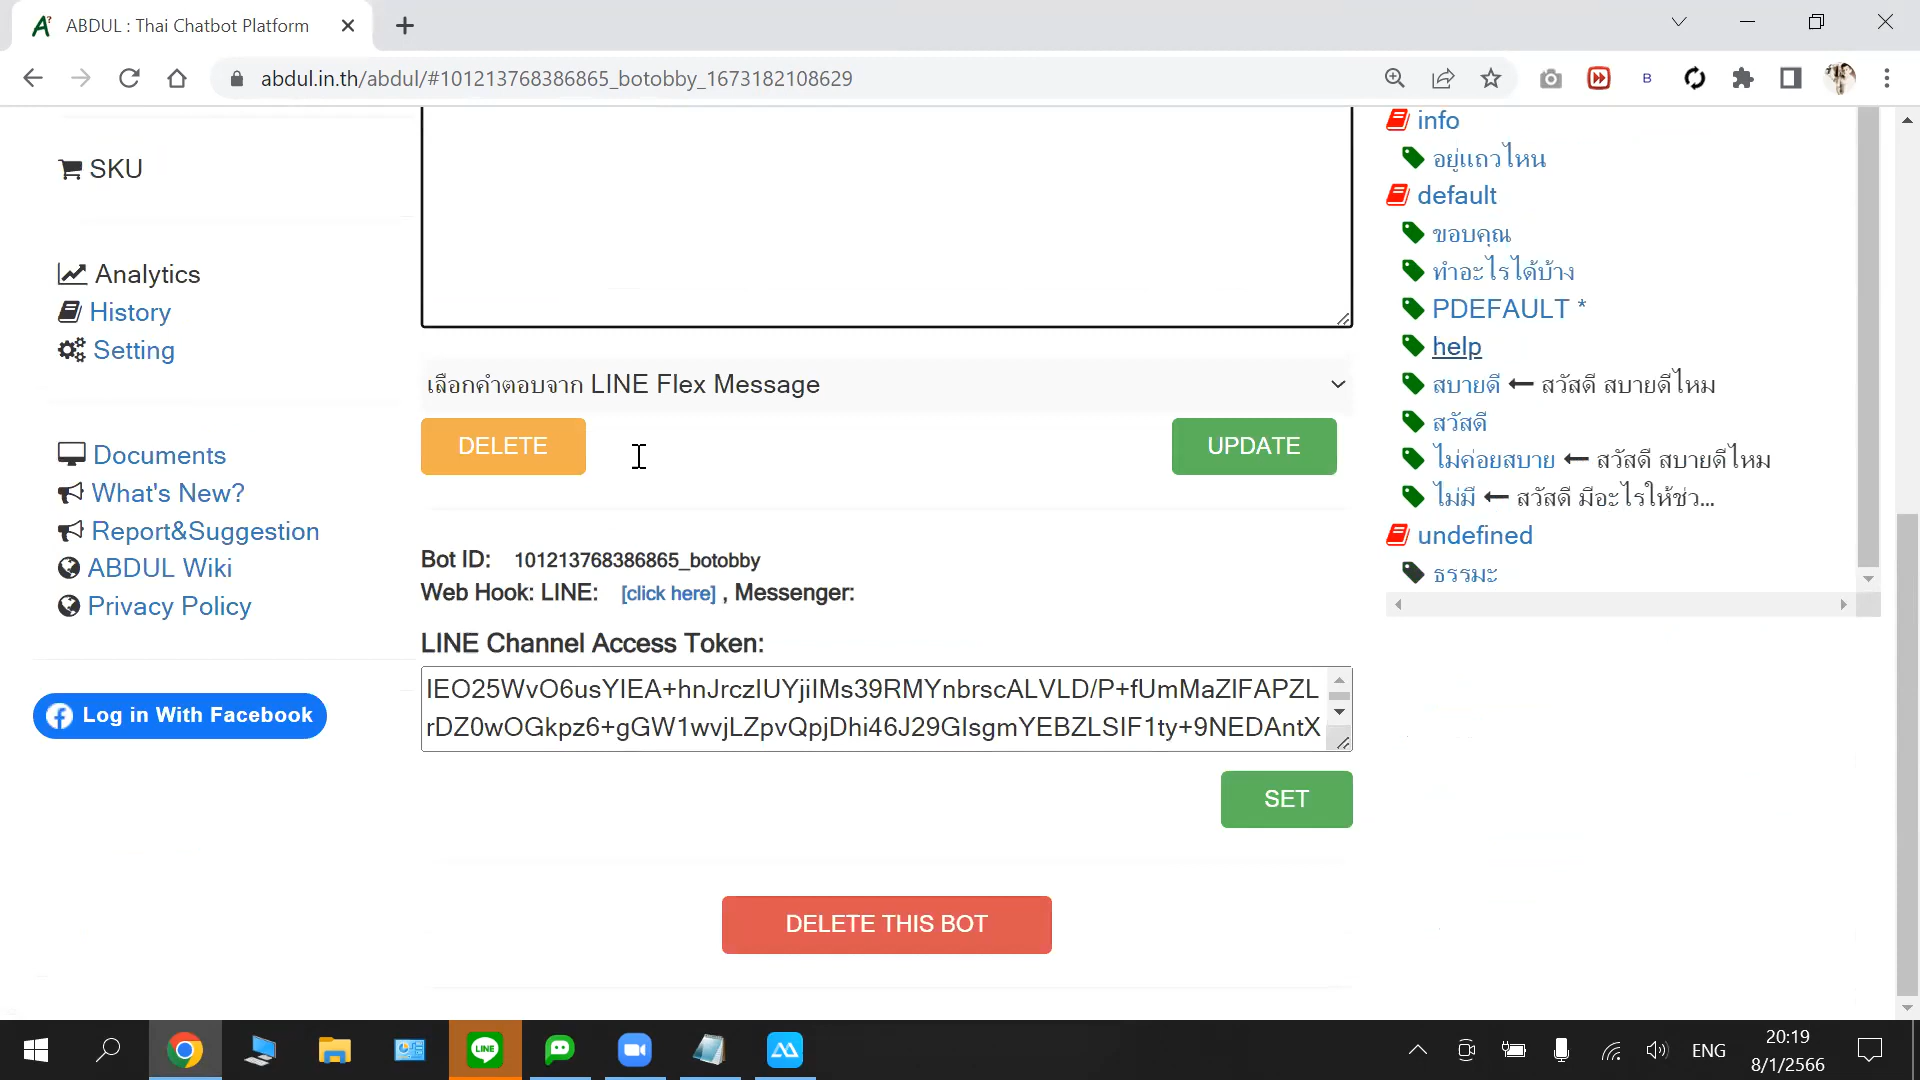 ABDUL : Thai Chatbot Platform
abdul.in.th/abdul/#101213768386865_botobby_1673182108629
SKU
Analytics
History
Setting
Documents
What's New?
Report&Suggestion
ABDUL Wiki
Privacy Policy
Log in With Facebook
เลือกคำตอบจาก LINE Flex Message
DELETE
UPDATE
Bot ID: 101213768386865_botobby
Web Hook: LINE: [click here] , Messenger:
LINE Channel Access Token:
IEO25WvO6usYIEA+hnJrczIUYjiIMs39RMYnbrscALVLD/P+fUmMaZIFAPZL
rDZ0wOGkpz6+gGW1wvjLZpvQpjDhi46J29GIsgmYEBZLSIF1ty+9NEDAntX
SET
DELETE THIS BOT
info
อยู่แถวไหน
default
ขอบคุณ
ทำอะไรได้บ้าง
PDEFAULT *
help
สบายดี ← สวัสดี สบายดีไหม
สวัสดี
ไม่ค่อยสบาย ← สวัสดี สบายดีไหม
ไม่มี ← สวัสดี มีอะไรให้ช่ว...
undefined
ธรรมะ
LINE
ENG
20:19
8/1/2566